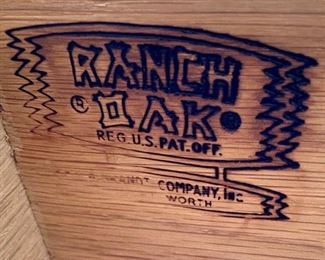 RANCH
® OAK ®
REG. U.S. PAT. OFF.
COMPANY, Inc
WORTH